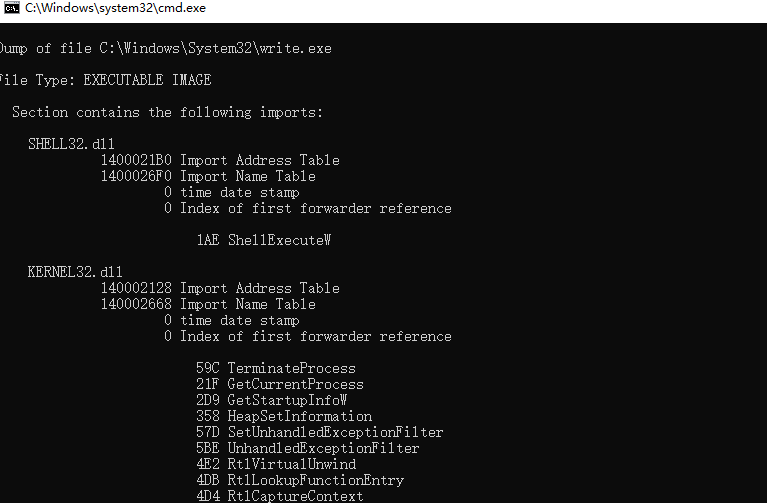 C:\Windows\system32\cmd.exe
Dump of file C:\Windows\System32\write.exe
File Type: EXECUTABLE IMAGE
Section contains the following imports:
SHELL32.dll
1400021B0 Import Address Table
1400026F0 Import Name Table
0 time date stamp
0 Index of first forwarder reference
1AE ShellExecuteW
KERNEL32.dll
140002128 Import Address Table
140002668 Import Name Table
0 time date stamp
0 Index of first forwarder reference
59C TerminateProcess
21F GetCurrentProcess
2D9 GetStartupInfoW
358 HeapSetInformation
57D SetUnhandledExceptionFilter
5BE UnhandledExceptionFilter
4E2 RtlVirtualUnwind
4DB RtlLookupFunctionEntry
4D4 RtlCaptureContext